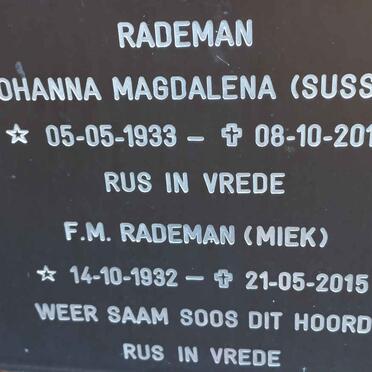 RADEMAN
OHANNA MAGDALENA (SUSS
☆ 05-05-1933 – ✝ 08-10-201
RUS IN VREDE
F.M. RADEMAN (MIEK)
☆ 14-10-1932 – ✝ 21-05-2015
WEER SAAM SOOS DIT HOORD
RUS IN VREDE